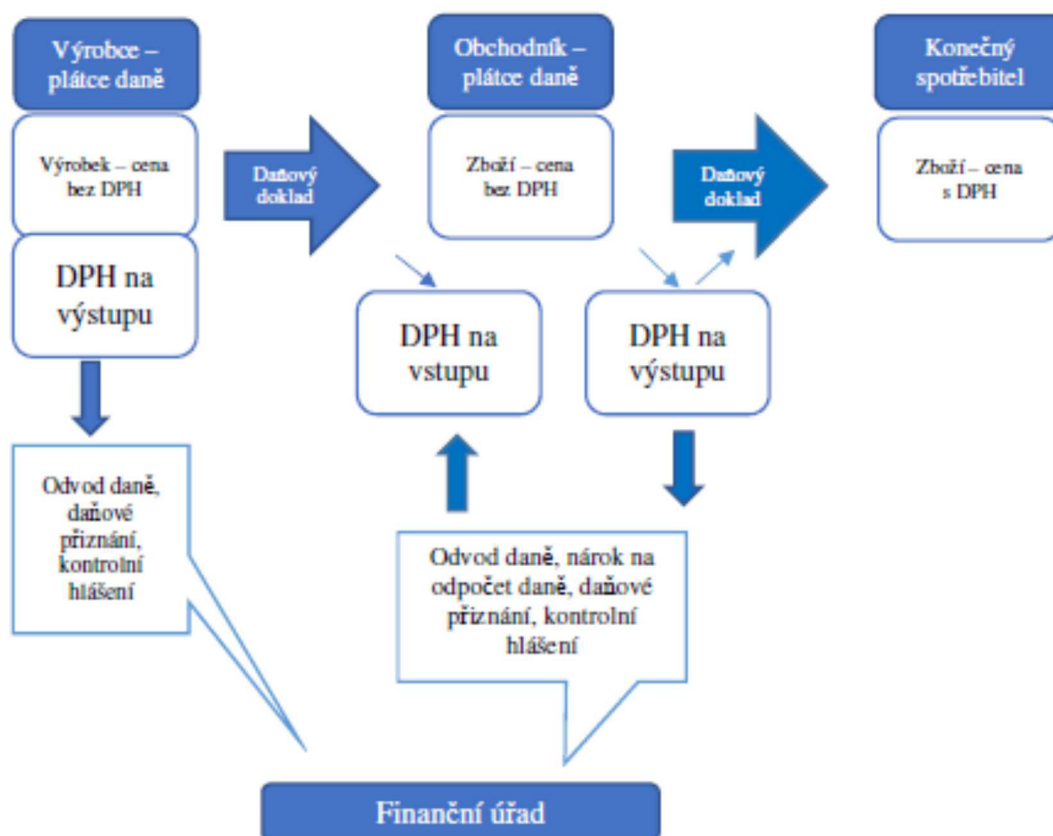 Výrobce –
plátce daně
Obchodník –
plátce daně
Konečný
spotřebitel
Výrobek – cena
bez DPH
Daňový
doklad
Zboží – cena
bez DPH
Daňový
doklad
Zboží – cena
s DPH
DPH na
výstupu
DPH na
vstupu
DPH na
výstupu
Odvod daně,
daňové
přiznání,
kontrolní
hlášení
Odvod daně, nárok na
odpočet daně, daňové
přiznání, kontrolní
hlášení
Finanční úřad